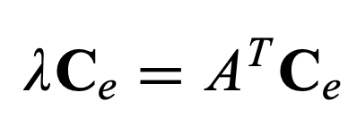 λC_e = A^T C_e